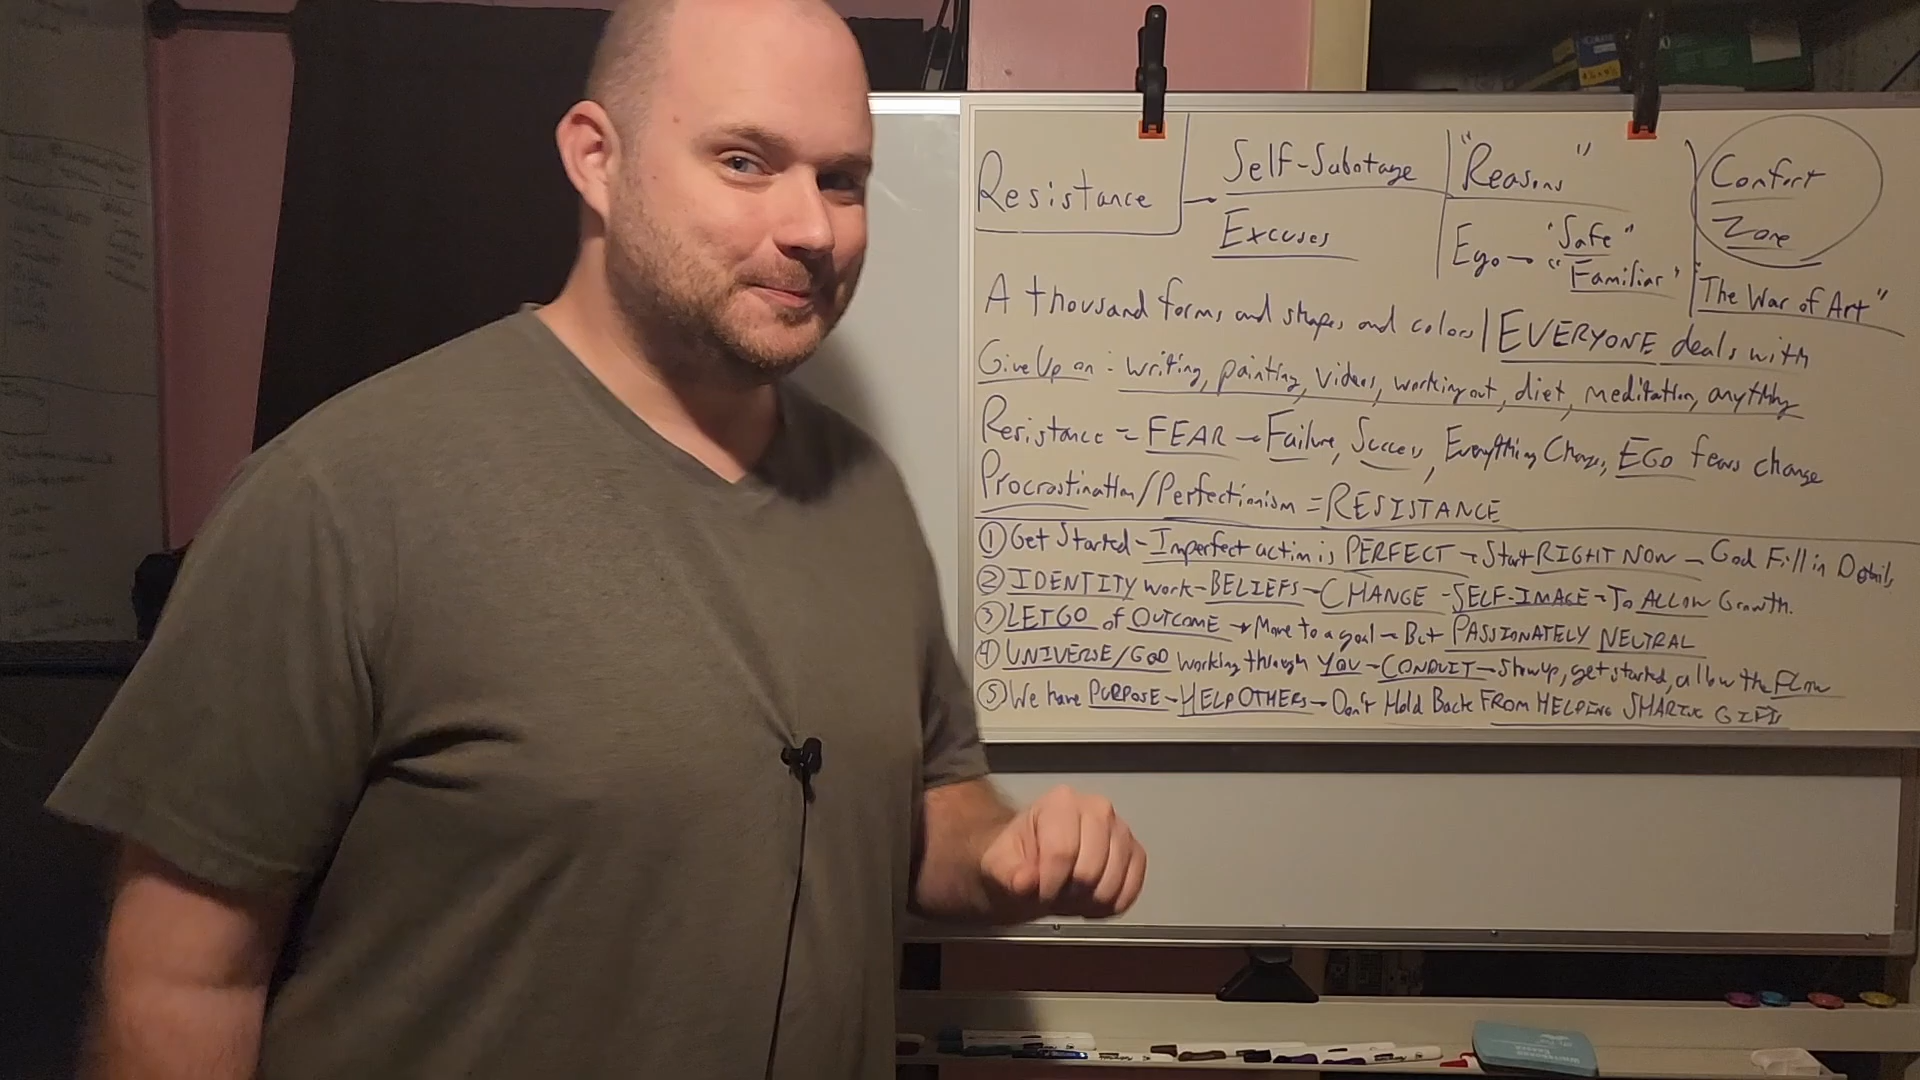 Resistance → Self-Sabotage | "Reasons" | Comfort
Excuses | Ego → "Safe" | Zone
"Familiar" | "The War of Art"
A thousand forms and shapes and colors | EVERYONE deals with
Give Up on: writing, painting, videos, working out, diet, meditation, anything
Resistance = FEAR → Failure, Success, Everything Change, EGO fears change
Procrastination/Perfectionism = RESISTANCE
① Get Started - Imperfect action is PERFECT → Start RIGHT NOW - God Fill in Details
② IDENTITY work - BELIEFS - CHANGE - SELF-IMAGE - To ALLOW Growth.
③ LET GO of OUTCOME → Move to a goal - But PASSIONATELY NEUTRAL
④ UNIVERSE/GOD working through YOU - CONDUIT - Show up, get started, allow the Flow
⑤ We have PURPOSE - HELP OTHERS - Don't Hold Back FROM HELPING SHARING GIFTS